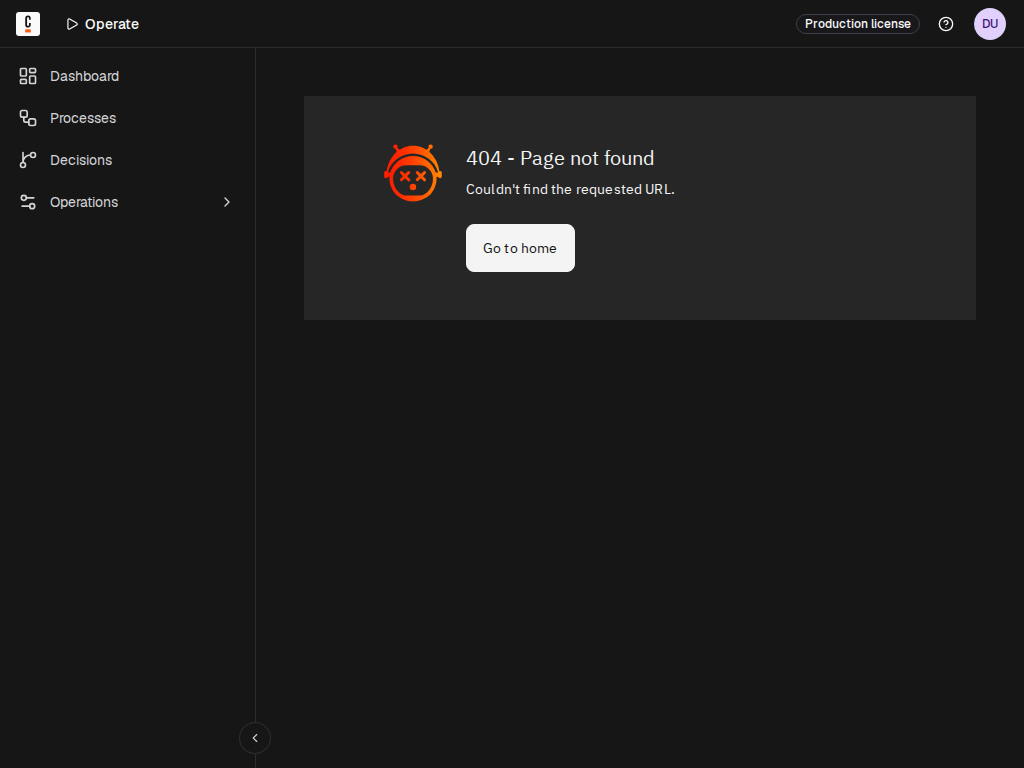 C
Operate
Production license
DU
Dashboard
Processes
Decisions
Operations
404 - Page not found
Couldn't find the requested URL.
Go to home